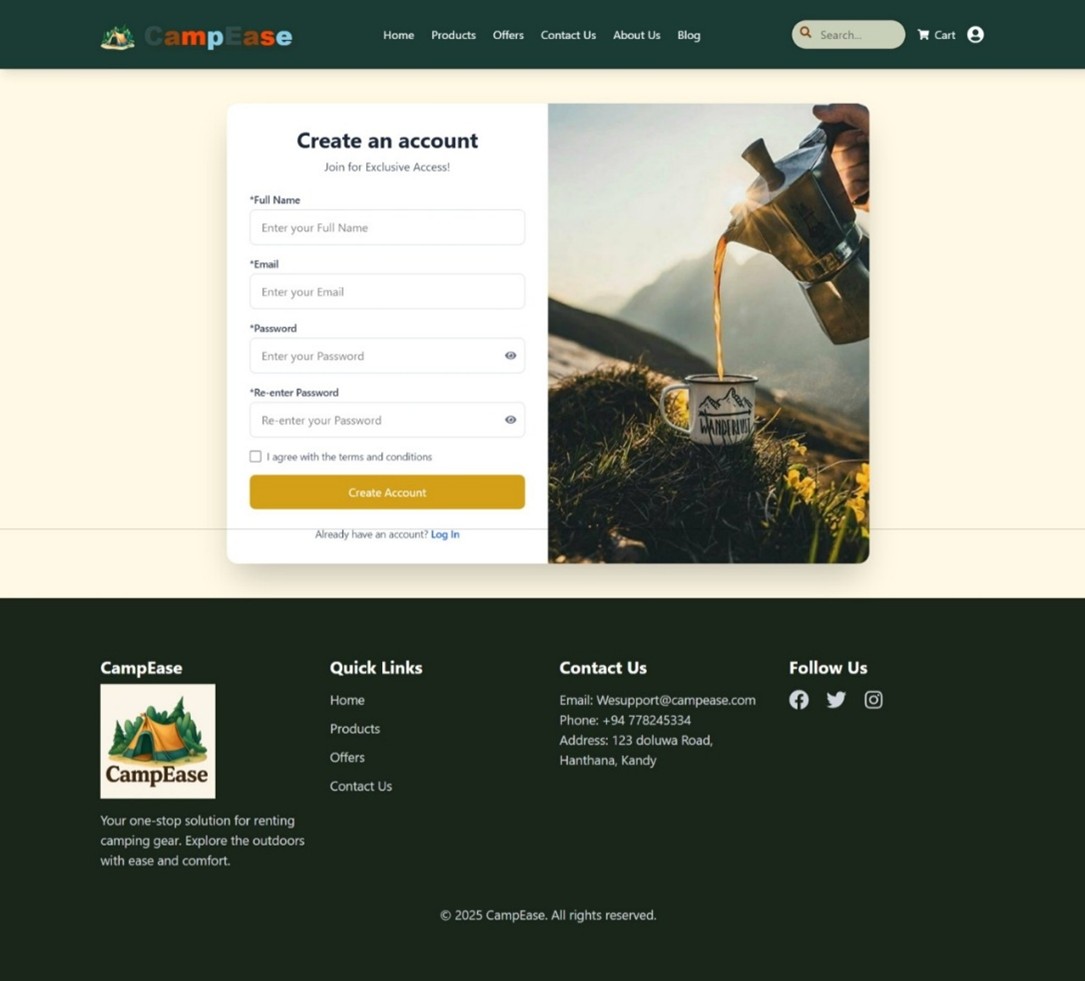 CampEase
Home Products Offers Contact Us About Us Blog
Search...
Cart
Create an account
Join for Exclusive Access!
*Full Name
Enter your Full Name
*Email
Enter your Email
*Password
Enter your Password
*Re-enter Password
Re-enter your Password
I agree with the terms and conditions
Create Account
Already have an account? Log In
WANDERLUST
CampEase
CampEase
Your one-stop solution for renting
camping gear. Explore the outdoors
with ease and comfort.
Quick Links
Home
Products
Offers
Contact Us
Contact Us
Email: Wesupport@campease.com
Phone: +94 778245334
Address: 123 doluwa Road,
Hanthana, Kandy
Follow Us
© 2025 CampEase. All rights reserved.